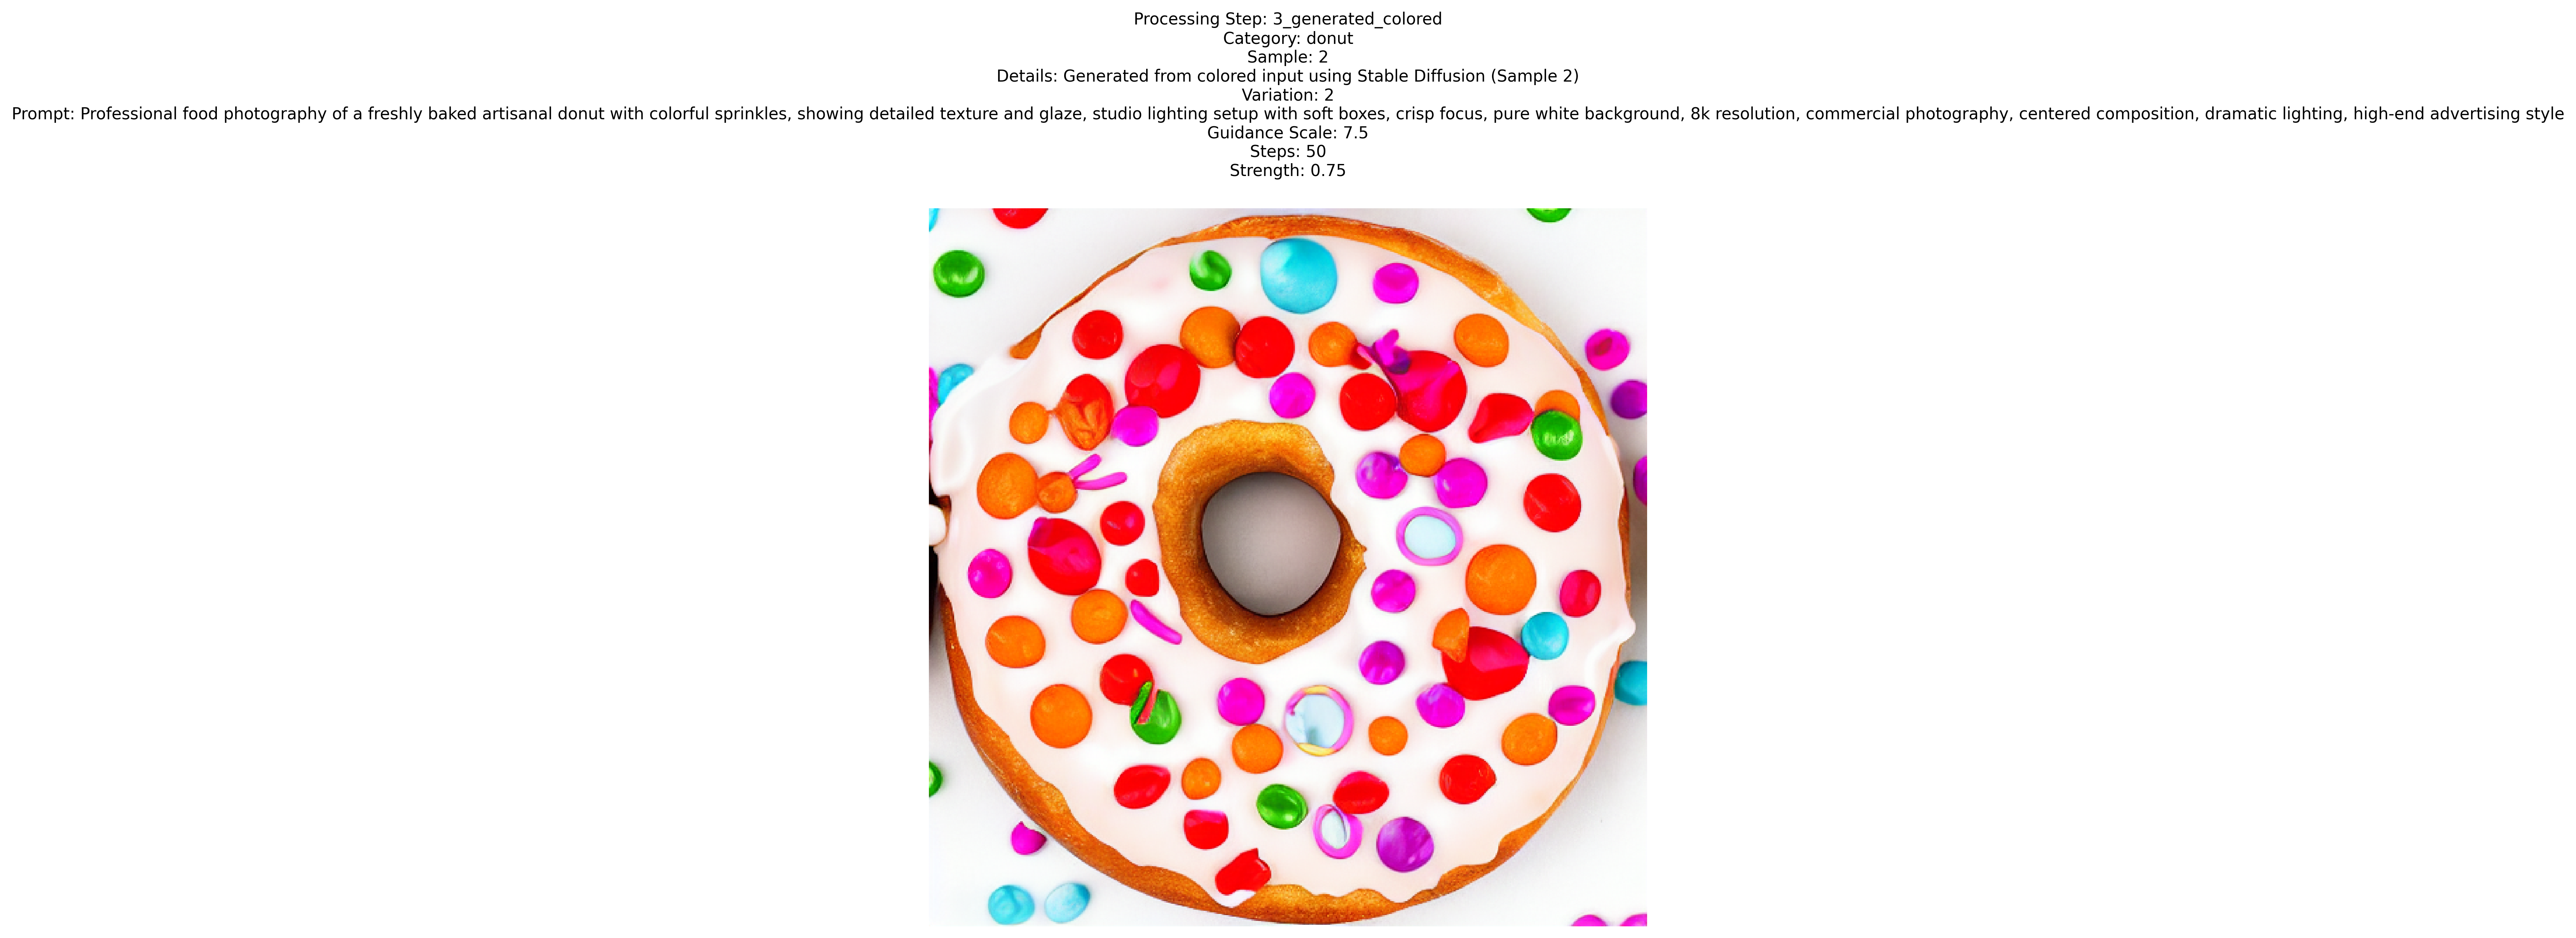 Processing Step: 3_generated_colored
Category: donut
Sample: 2
Details: Generated from colored input using Stable Diffusion (Sample 2)
Variation: 2
Prompt: Professional food photography of a freshly baked artisanal donut with colorful sprinkles, showing detailed texture and glaze, studio lighting setup with soft boxes, crisp focus, pure white background, 8k resolution, commercial photography, centered composition, dramatic lighting, high-end advertising style
Guidance Scale: 7.5
Steps: 50
Strength: 0.75